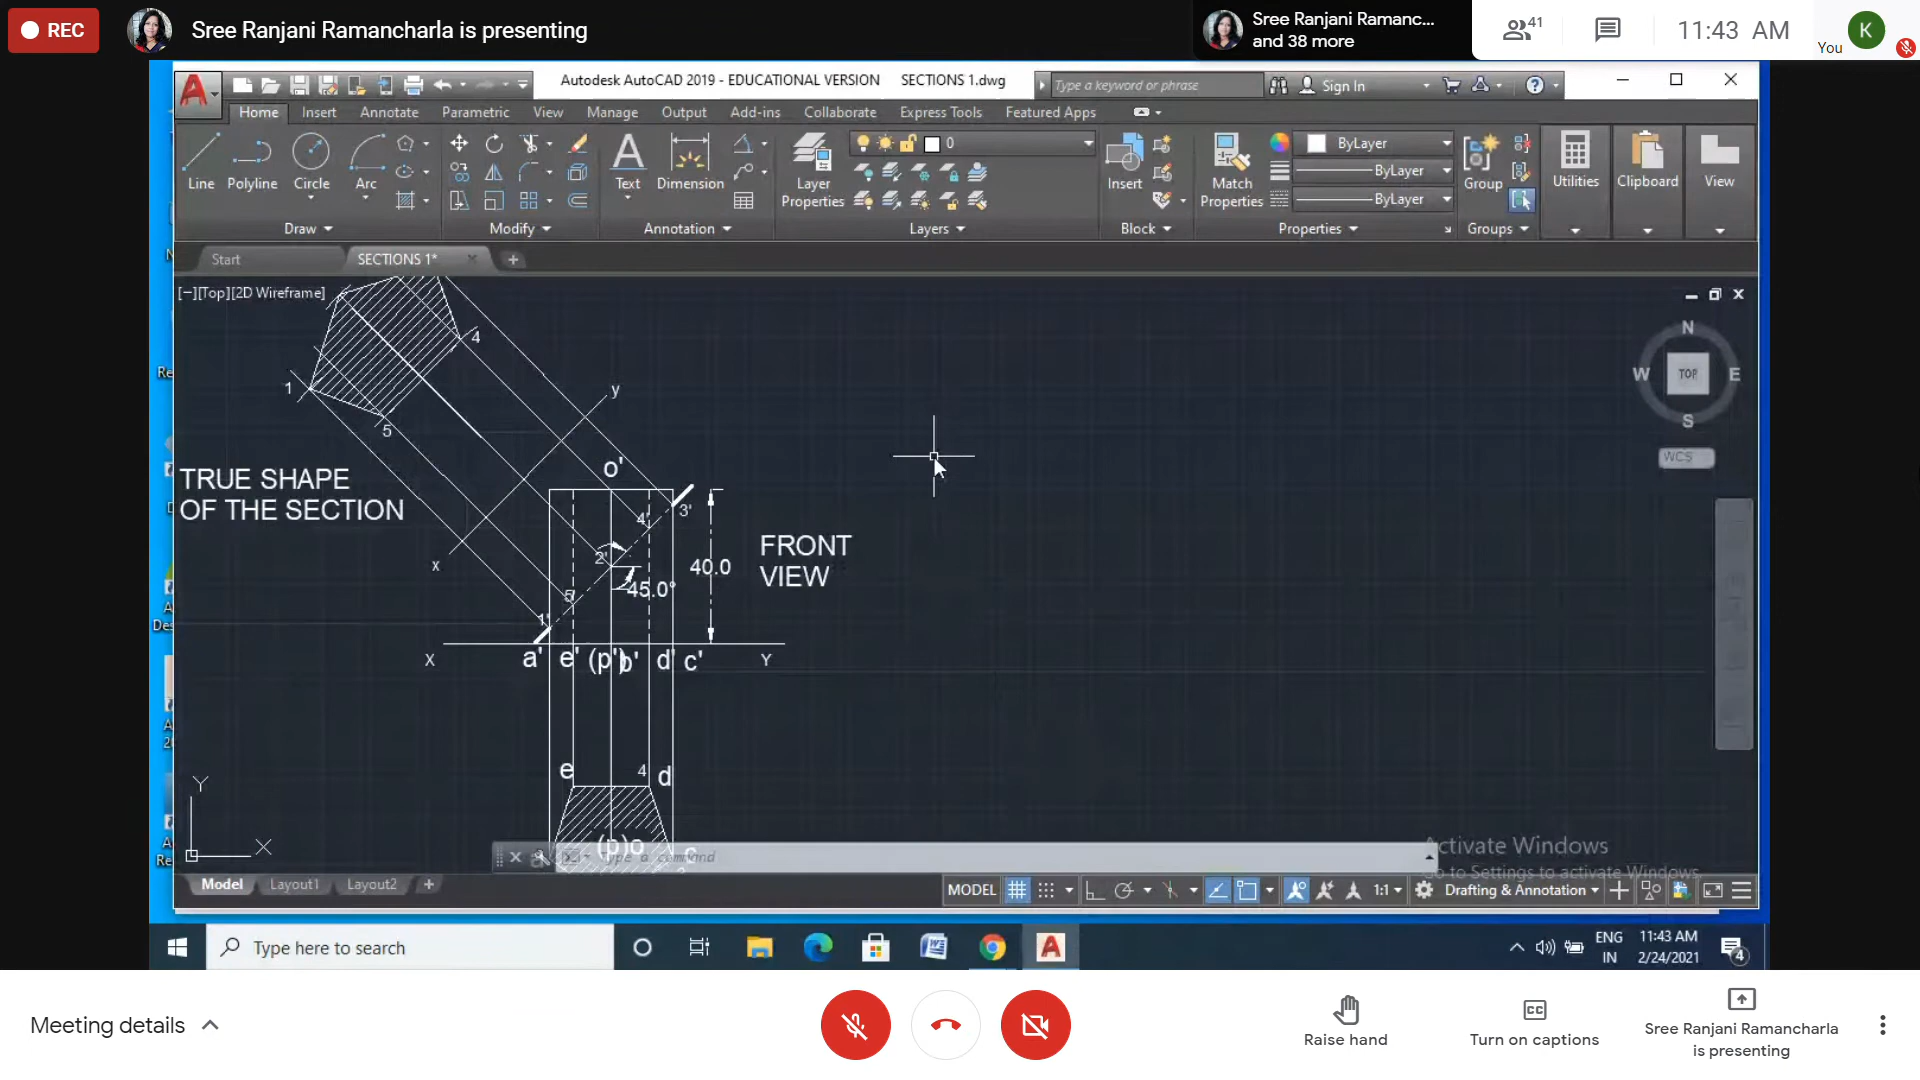 REC
Sree Ranjani Ramancharla is presenting
Sree Ranjani Ramanc...
and 38 more
41
11:43 AM
You
K
Autodesk AutoCAD 2019 - EDUCATIONAL VERSION SECTIONS 1.dwg
Type a keyword or phrase
Sign In
Home Insert Annotate Parametric View Manage Output Add-ins Collaborate Express Tools Featured Apps
Line Polyline Circle Arc
Text Dimension
Layer
Properties
0
Insert
Match
Properties
ByLayer
ByLayer
ByLayer
Group
Utilities
Clipboard
View
Draw Modify Annotation Layers Block Properties Groups
Start SECTIONS 1*
[−][Top][2D Wireframe]
N
W TOP E
S
WCS
4
1
5
y
TRUE SHAPE
OF THE SECTION
o'
3'
4'
2'
5'
1'
x
45.0°
40.0
FRONT
VIEW
X a' e' (p') b' d' c' Y
e 4 d
(p)o
c
Y
X
Type a command
Activate Windows
Go to Settings to activate Windows.
Model Layout1 Layout2
MODEL 1:1 Drafting & Annotation
Type here to search
ENG
IN
11:43 AM
2/24/2021
4
Meeting details
Raise hand
Turn on captions
Sree Ranjani Ramancharla
is presenting